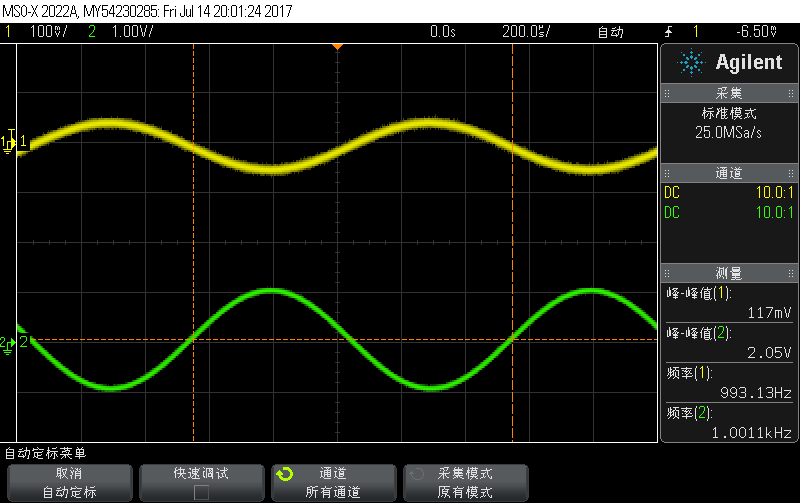 MSO-X 2022A, MY54230285: Fri Jul 14 20:01:24 2017
1 100mV/ 2 1.00V/ 0.0s 200.0us/ 自动 1 -6.50mV
Agilent
采集
标准模式
25.0MSa/s
通道
DC 10.0:1
DC 10.0:1
测量
峰-峰值(1):
117mV
峰-峰值(2):
2.05V
频率(1):
993.13Hz
频率(2):
1.0011kHz
1 T 1
2 2
自动定标菜单
取消
自动定标
快速调试
通道
所有通道
采集模式
原有模式